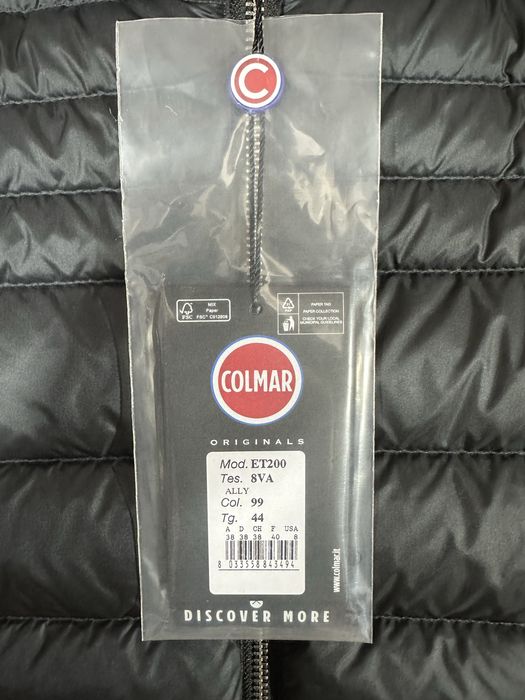 C
MIX
Paper
FSC® C012908
FSC
PAP
PAPER TAG
PAPER COLLECTION
CHECK YOUR LOCAL
MUNICIPAL GUIDELINES
COLMAR
ORIGINALS
Mod. ET200
Tes. 8VA
ALLY
Col. 99
Tg. 44
A D CH F USA
38 38 38 40 8
8 033558 843494
www.colmar.it
DISCOVER MORE